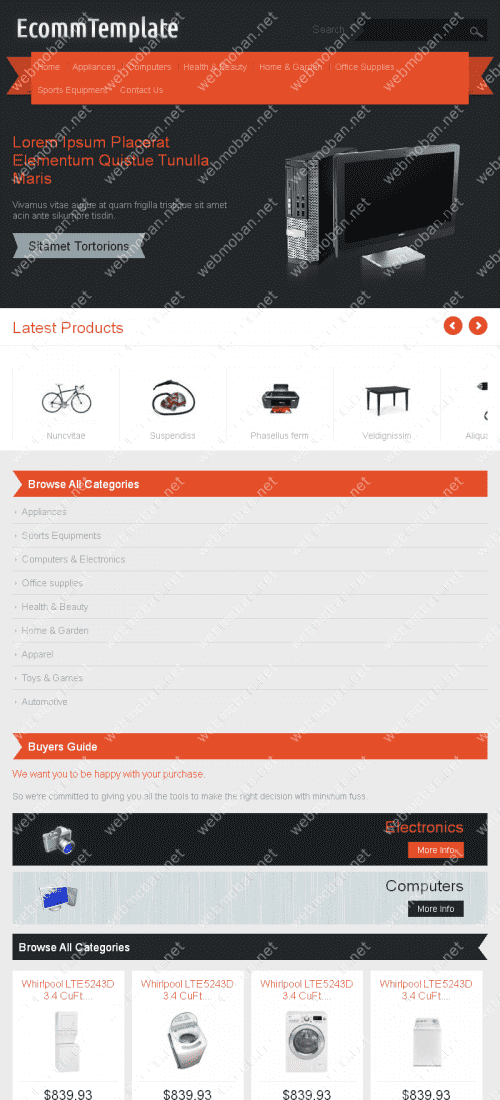 EcommTemplate
Search
Home Appliances Computers Health & Beauty Home & Garden Office Supplies
Sports Equipment Contact Us
Lorem Ipsum Placerat
Elementum Quistue Tunulla
Maris
Vivamus vitae augue at quam frigilla tristique sit amet
acin ante sikumpre tisdin.
Sitamet Tortorions
Latest Products
Nuncvitae
Suspendiss
Phasellus ferm
Veldignissim
Aliqua
Browse All Categories
Appliances
Sports Equipments
Computers & Electronics
Office supplies
Health & Beauty
Home & Garden
Apparel
Toys & Games
Automotive
Buyers Guide
We want you to be happy with your purchase.
So we're committed to giving you all the tools to make the right decision with minimum fuss.
Electronics
More Info
Computers
More Info
Browse All Categories
Whirlpool LTE5243D
3.4 CuFt....
$839.93
Whirlpool LTE5243D
3.4 CuFt....
$839.93
Whirlpool LTE5243D
3.4 CuFt....
$839.93
Whirlpool LTE5243D
3.4 CuFt....
$839.93
webmoban.net